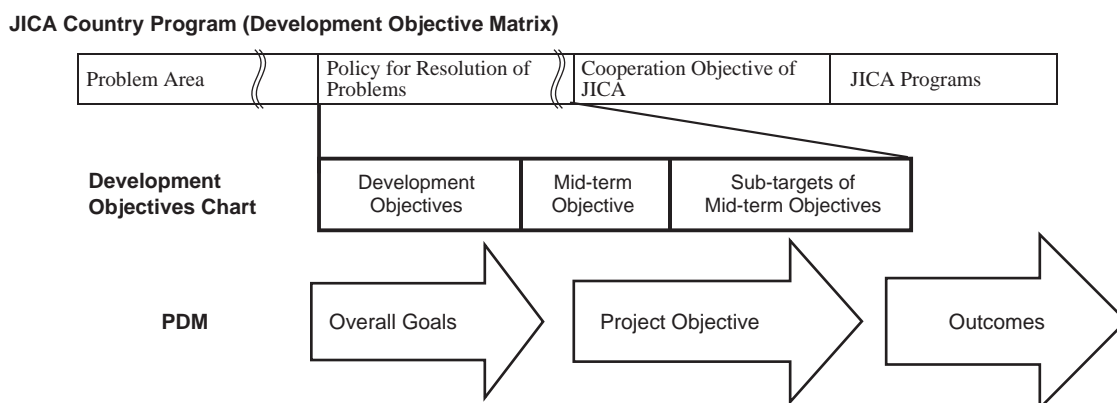 JICA Country Program (Development Objective Matrix)
Problem Area
Policy for Resolution of
Problems
Cooperation Objective of
JICA
JICA Programs
Development
Objectives Chart
Development
Objectives
Mid-term
Objective
Sub-targets of
Mid-term Objectives
PDM
Overall Goals
Project Objective
Outcomes